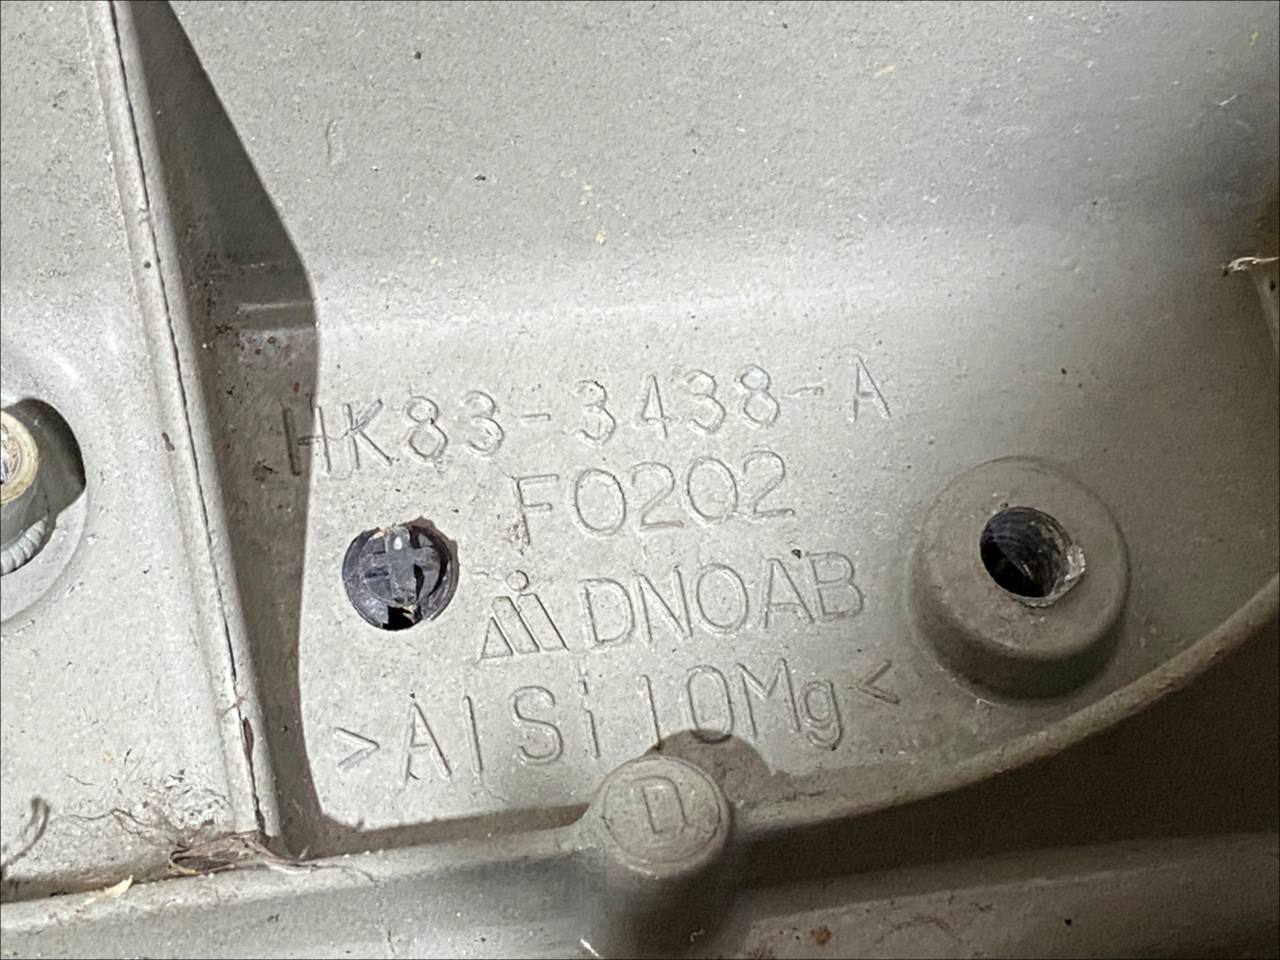 HK83-3438-A
F0202
DNOAB
>AlSi10Mg<
D